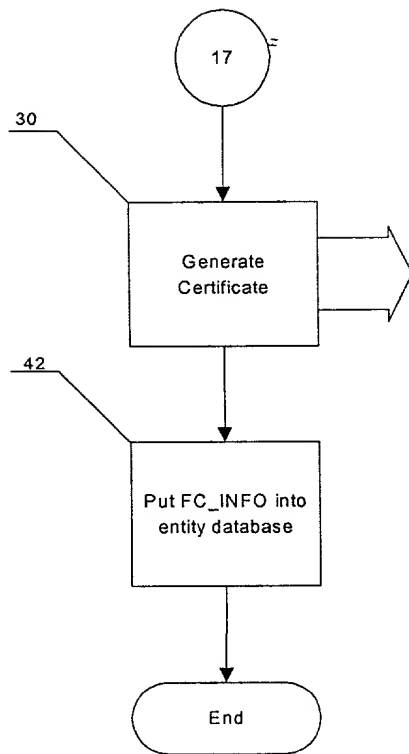 17
30
Generate
Certificate
42
Put FC_INFO into
entity database
End